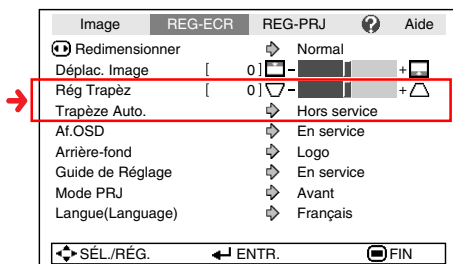 Image REG-ECR REG-PRJ ? Aide
Redimensionner Normal
Déplac. Image [ 0] - +
Rég Trapèz [ 0] - +
Trapèze Auto. Hors service
Af.OSD En service
Arrière-fond Logo
Guide de Réglage En service
Mode PRJ Avant
Langue(Language) Français
SÉL./RÉG. ENTR. FIN